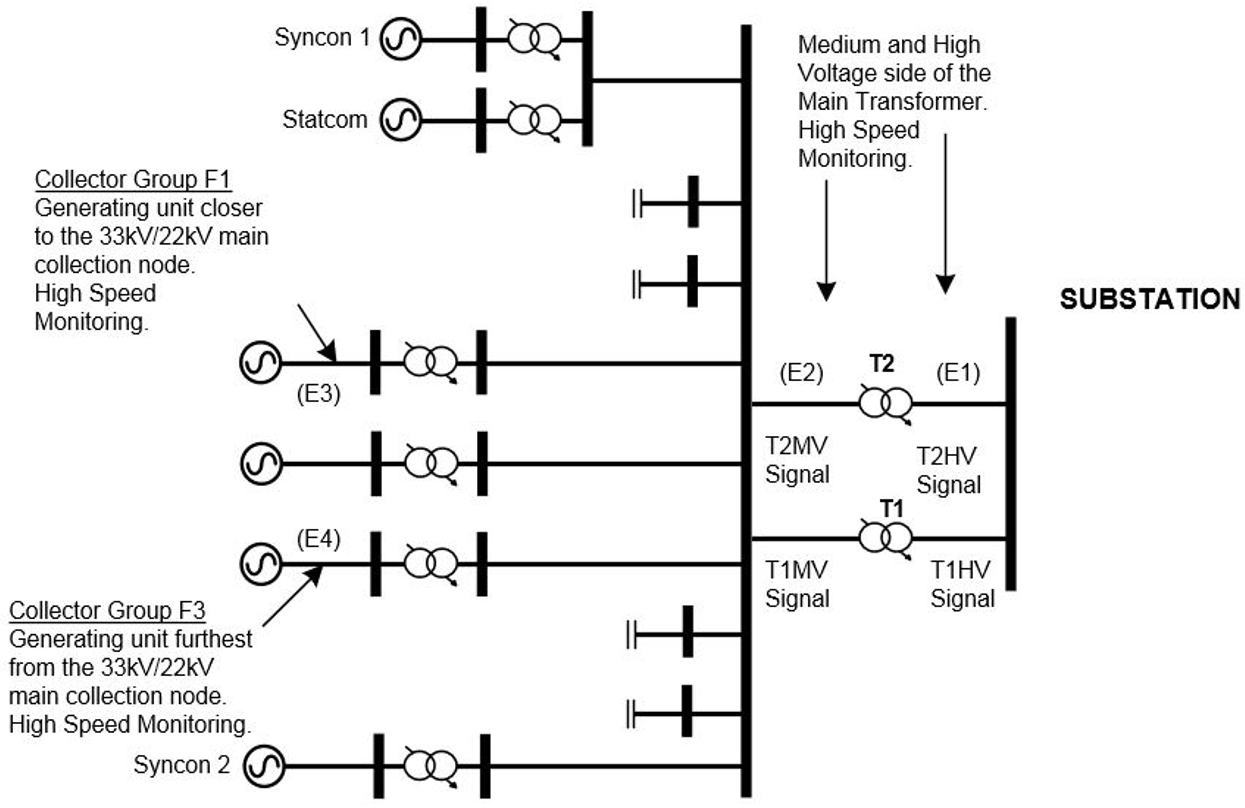 Syncon 1
Statcom
Medium and High
Voltage side of the
Main Transformer.
High Speed
Monitoring.
Collector Group F1
Generating unit closer
to the 33kV/22kV main
collection node.
High Speed
Monitoring.
SUBSTATION
(E3)
(E2)
T2
(E1)
T2MV
Signal
T2HV
Signal
T1
(E4)
T1MV
Signal
T1HV
Signal
Collector Group F3
Generating unit furthest
from the 33kV/22kV
main collection node.
High Speed Monitoring.
Syncon 2